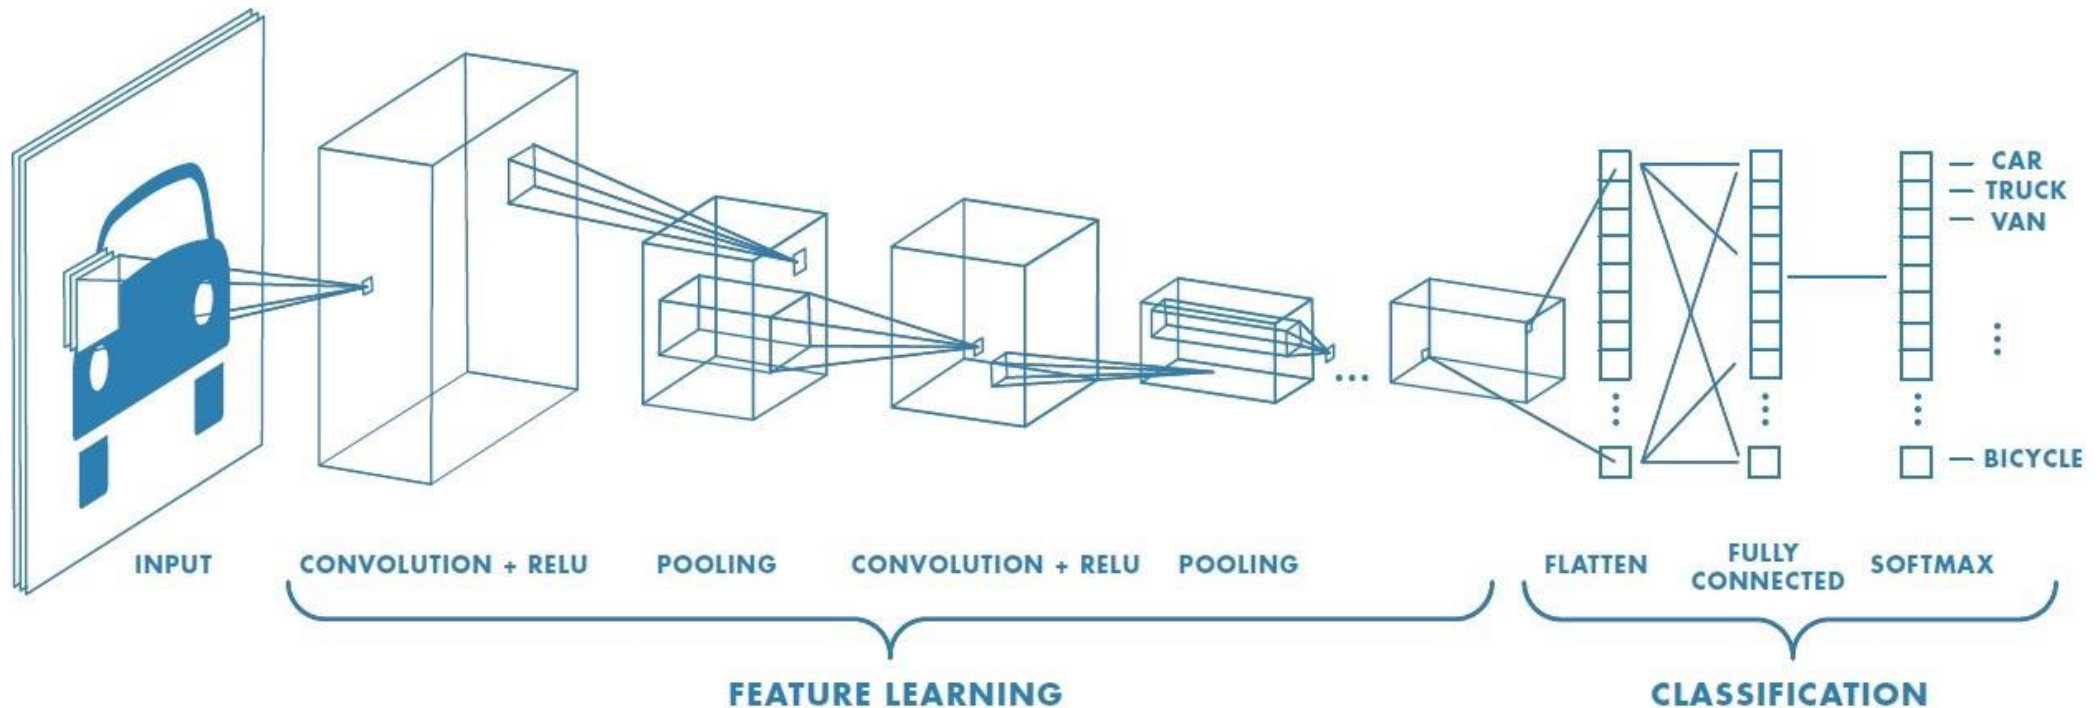 CAR
TRUCK
VAN
BICYCLE
INPUT
CONVOLUTION + RELU
POOLING
CONVOLUTION + RELU
POOLING
FLATTEN
FULLY
CONNECTED
SOFTMAX
FEATURE LEARNING
CLASSIFICATION